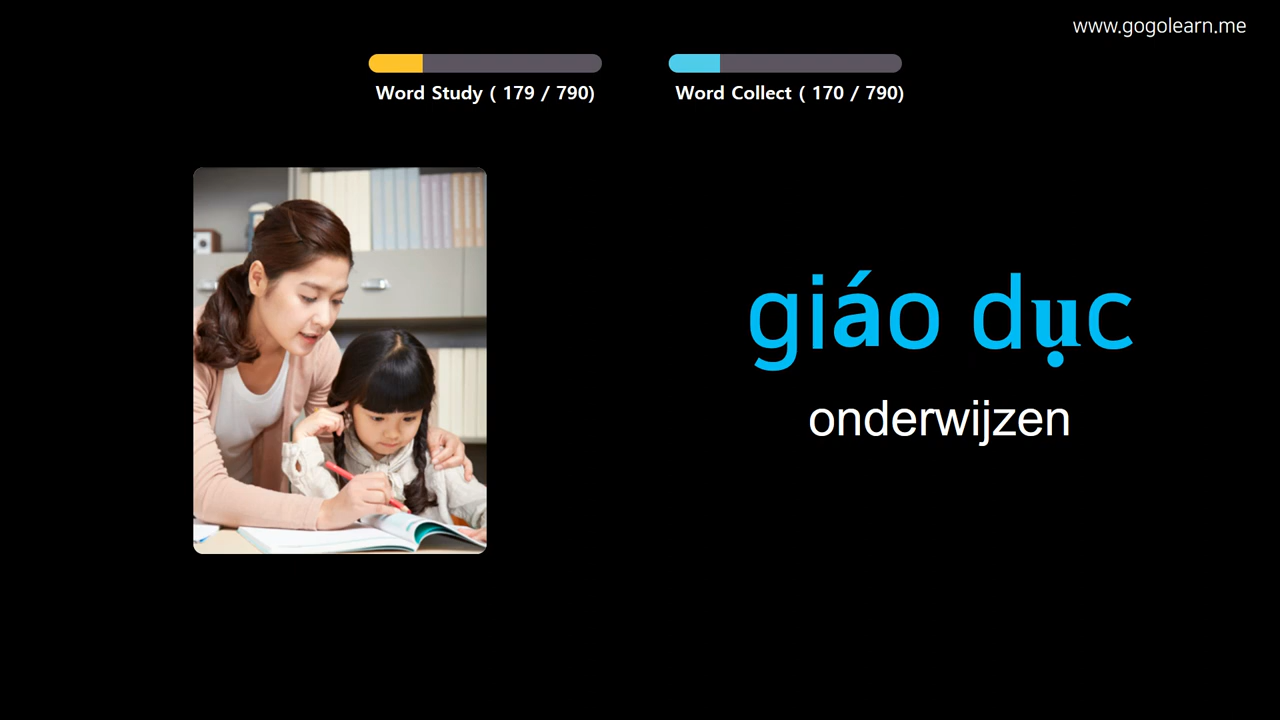 www.gogolearn.me
Word Study ( 179 / 790)
Word Collect ( 170 / 790)
giáo dục
onderwijzen